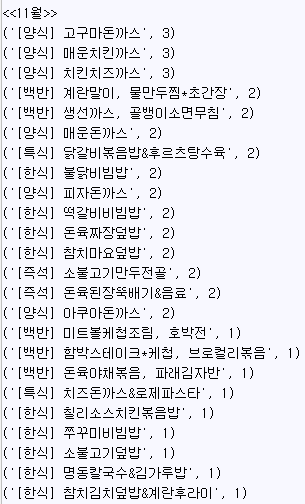 <<11월>>
('[양식] 고구마돈까스', 3)
('[양식] 매운치킨까스', 3)
('[양식] 치킨치즈까스', 3)
('[백반] 계란말이, 물만두찜*초간장', 2)
('[백반] 생선까스, 골뱅이소면무침', 2)
('[양식] 매운돈까스', 2)
('[특식] 닭갈비볶음밥&후르츠탕수육', 2)
('[한식] 불닭비빔밥', 2)
('[양식] 피자돈까스', 2)
('[한식] 떡갈비비빔밥', 2)
('[한식] 돈육짜장덮밥', 2)
('[한식] 참치마요덮밥', 2)
('[즉석] 소불고기만두전골', 2)
('[즉석] 돈육된장뚝배기&음료', 2)
('[양식] 아쿠아돈까스', 2)
('[백반] 미트볼케첩조림, 호박전', 1)
('[백반] 함박스테이크*케첩, 브로컬리볶음', 1)
('[백반] 돈육야채볶음, 파래김자반', 1)
('[특식] 치즈돈까스&로제파스타', 1)
('[한식] 칠리소스치킨볶음밥', 1)
('[한식] 쭈꾸미비빔밥', 1)
('[한식] 소불고기덮밥', 1)
('[한식] 명동칼국수&김가루밥', 1)
('[한식] 참치김치덮밥&계란후라이', 1)